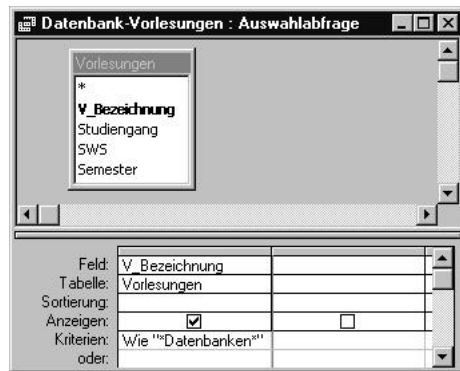 Datenbank-Vorlesungen : Auswahlabfrage
Vorlesungen
*
V_Bezeichnung
Studiengang
SWS
Semester
Feld: V_Bezeichnung
Tabelle: Vorlesungen
Sortierung:
Anzeigen:
Kriterien: Wie "*Datenbanken*"
oder: